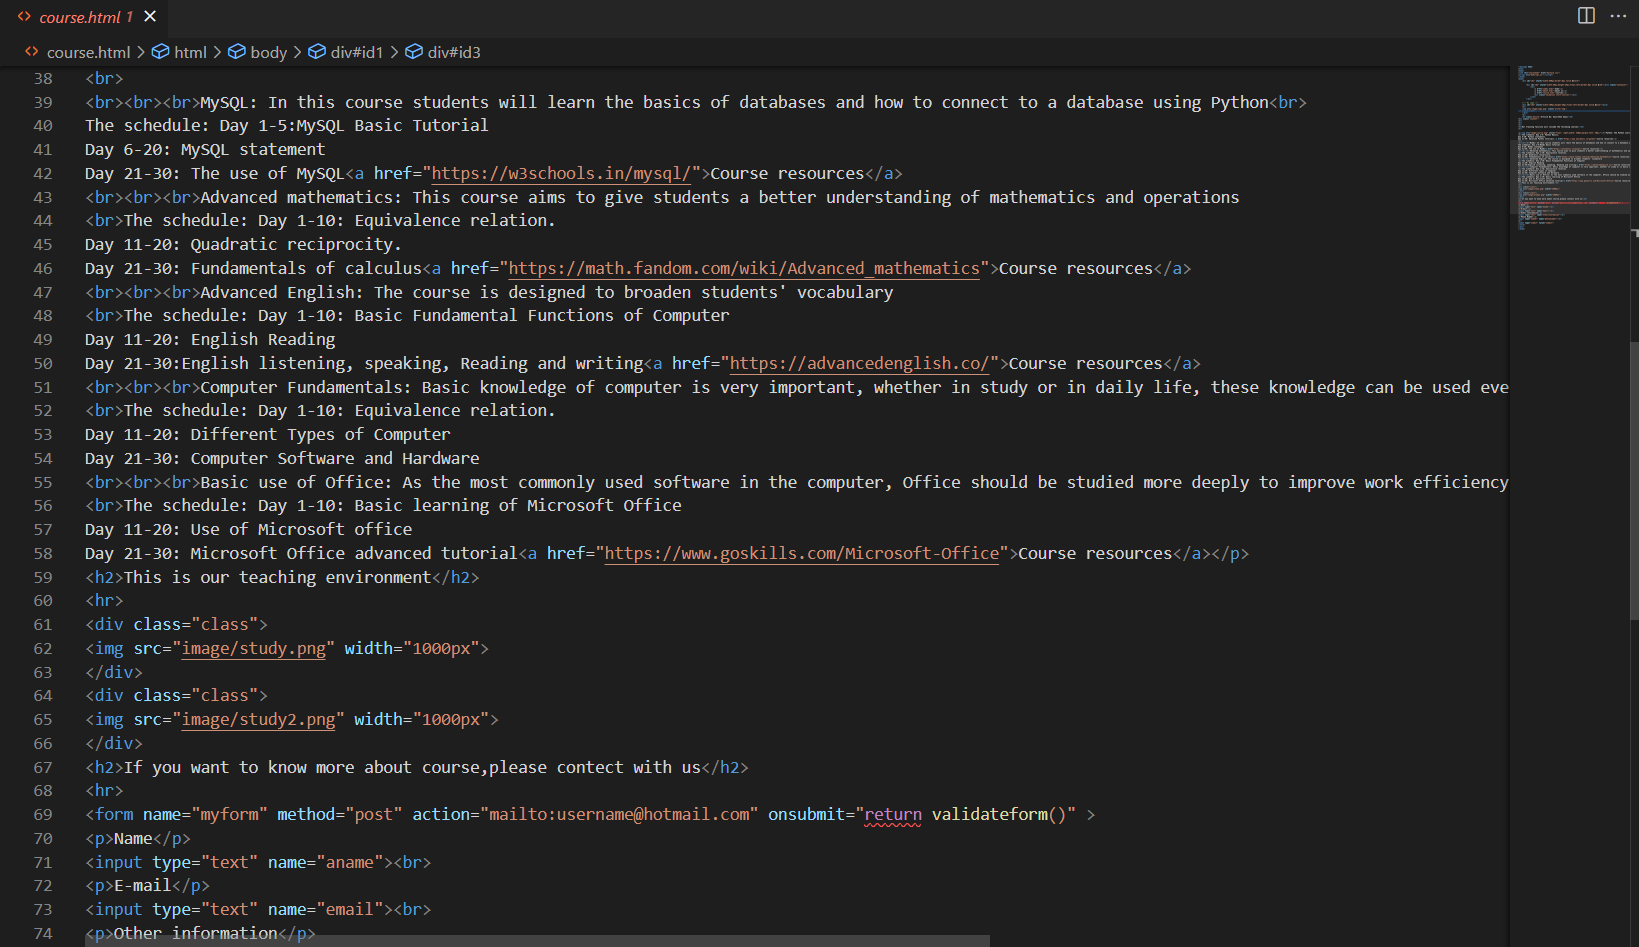 course.html 1
course.html > html > body > div#id1 > div#id3
38 <br>
39 <br><br><br>MySQL: In this course students will learn the basics of databases and how to connect to a database using Python<br>
40 The schedule: Day 1-5:MySQL Basic Tutorial
41 Day 6-20: MySQL statement
42 Day 21-30: The use of MySQL<a href="https://w3schools.in/mysql/">Course resources</a>
43 <br><br><br>Advanced mathematics: This course aims to give students a better understanding of mathematics and operations
44 <br>The schedule: Day 1-10: Equivalence relation.
45 Day 11-20: Quadratic reciprocity.
46 Day 21-30: Fundamentals of calculus<a href="https://math.fandom.com/wiki/Advanced_mathematics">Course resources</a>
47 <br><br><br>Advanced English: The course is designed to broaden students' vocabulary
48 <br>The schedule: Day 1-10: Basic Fundamental Functions of Computer
49 Day 11-20: English Reading
50 Day 21-30:English listening, speaking, Reading and writing<a href="https://advancedenglish.co/">Course resources</a>
51 <br><br><br>Computer Fundamentals: Basic knowledge of computer is very important, whether in study or in daily life, these knowledge can be used eve
52 <br>The schedule: Day 1-10: Equivalence relation.
53 Day 11-20: Different Types of Computer
54 Day 21-30: Computer Software and Hardware
55 <br><br><br>Basic use of Office: As the most commonly used software in the computer, Office should be studied more deeply to improve work efficiency
56 <br>The schedule: Day 1-10: Basic learning of Microsoft Office
57 Day 11-20: Use of Microsoft office
58 Day 21-30: Microsoft Office advanced tutorial<a href="https://www.goskills.com/Microsoft-Office">Course resources</a></p>
59 <h2>This is our teaching environment</h2>
60 <hr>
61 <div class="class">
62 <img src="image/study.png" width="1000px">
63 </div>
64 <div class="class">
65 <img src="image/study2.png" width="1000px">
66 </div>
67 <h2>If you want to know more about course,please contect with us</h2>
68 <hr>
69 <form name="myform" method="post" action="mailto:username@hotmail.com" onsubmit="return validateform()" >
70 <p>Name</p>
71 <input type="text" name="aname"><br>
72 <p>E-mail</p>
73 <input type="text" name="email"><br>
74 <p>Other information</p>